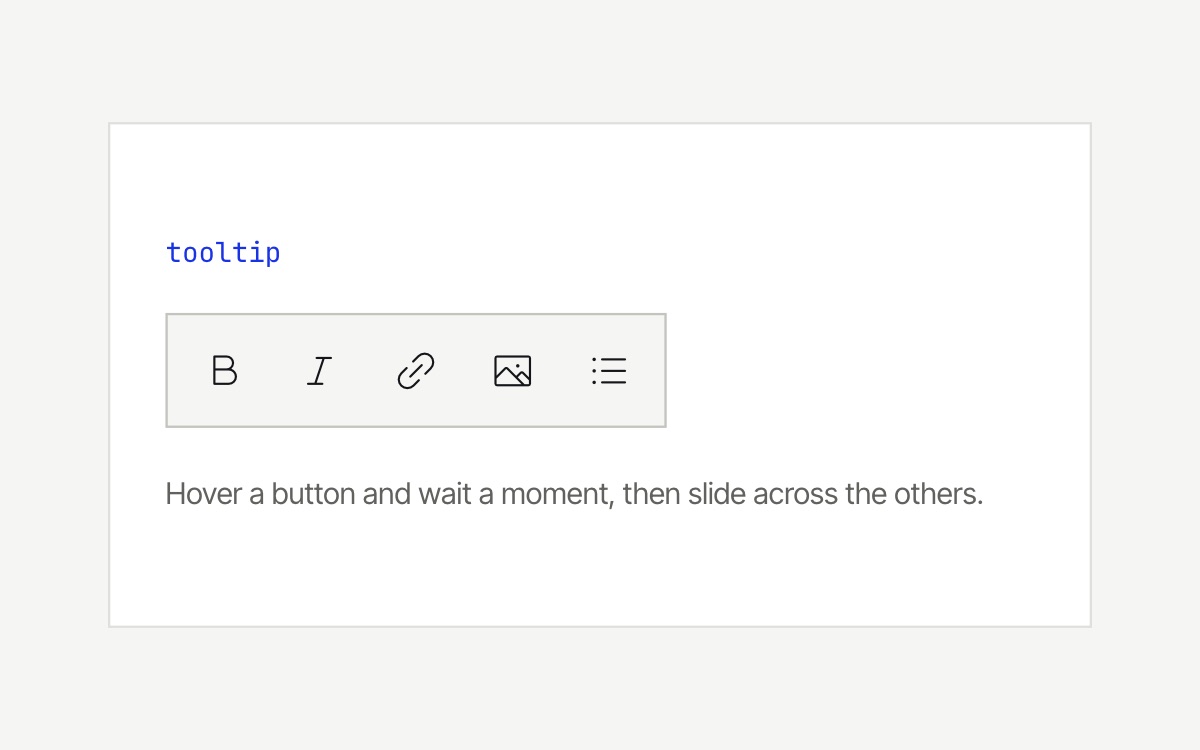 tooltip
B I
Hover a button and wait a moment, then slide across the others.